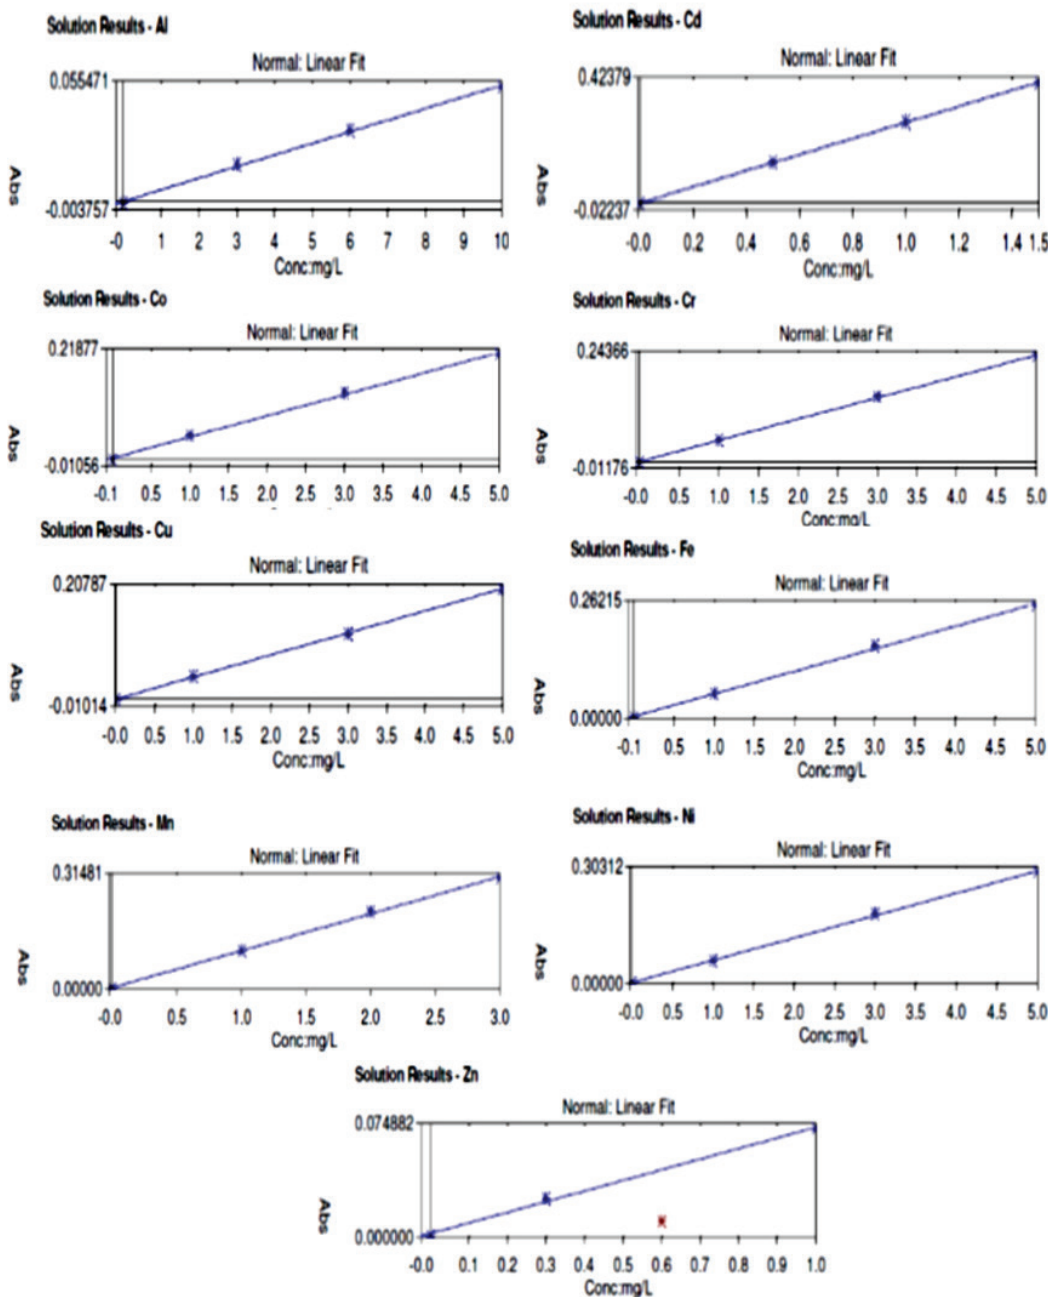 Solution Results - Al
Normal: Linear Fit
0.055471
Abs
-0.003757
-0 1 2 3 4 5 6 7 8 9 10
Conc:mg/L
Solution Results - Cd
Normal: Linear Fit
0.42379
Abs
-0.02237
-0.0 0.2 0.4 0.6 0.8 1.0 1.2 1.4 1.5
Conc:mg/L
Solution Results - Co
Normal: Linear Fit
0.21877
Abs
-0.01056
-0.1 0.5 1.0 1.5 2.0 2.5 3.0 3.5 4.0 4.5 5.0
Solution Results - Cr
Normal: Linear Fit
0.24366
Abs
-0.01176
-0.0 0.5 1.0 1.5 2.0 2.5 3.0 3.5 4.0 4.5 5.0
Conc:mg/L
Solution Results - Cu
Normal: Linear Fit
0.20787
Abs
-0.01014
-0.0 0.5 1.0 1.5 2.0 2.5 3.0 3.5 4.0 4.5 5.0
Conc:mg/L
Solution Results - Fe
Normal: Linear Fit
0.26215
Abs
0.00000
-0.1 0.5 1.0 1.5 2.0 2.5 3.0 3.5 4.0 4.5 5.0
Conc:mg/L
Solution Results - Mn
Normal: Linear Fit
0.31481
Abs
0.00000
-0.0 0.5 1.0 1.5 2.0 2.5 3.0
Conc:mg/L
Solution Results - Ni
Normal: Linear Fit
0.30312
Abs
0.00000
-0.0 0.5 1.0 1.5 2.0 2.5 3.0 3.5 4.0 4.5 5.0
Conc:mg/L
Solution Results - Zn
Normal: Linear Fit
0.074882
Abs
0.000000
-0.0 0.1 0.2 0.3 0.4 0.5 0.6 0.7 0.8 0.9 1.0
Conc:mg/L